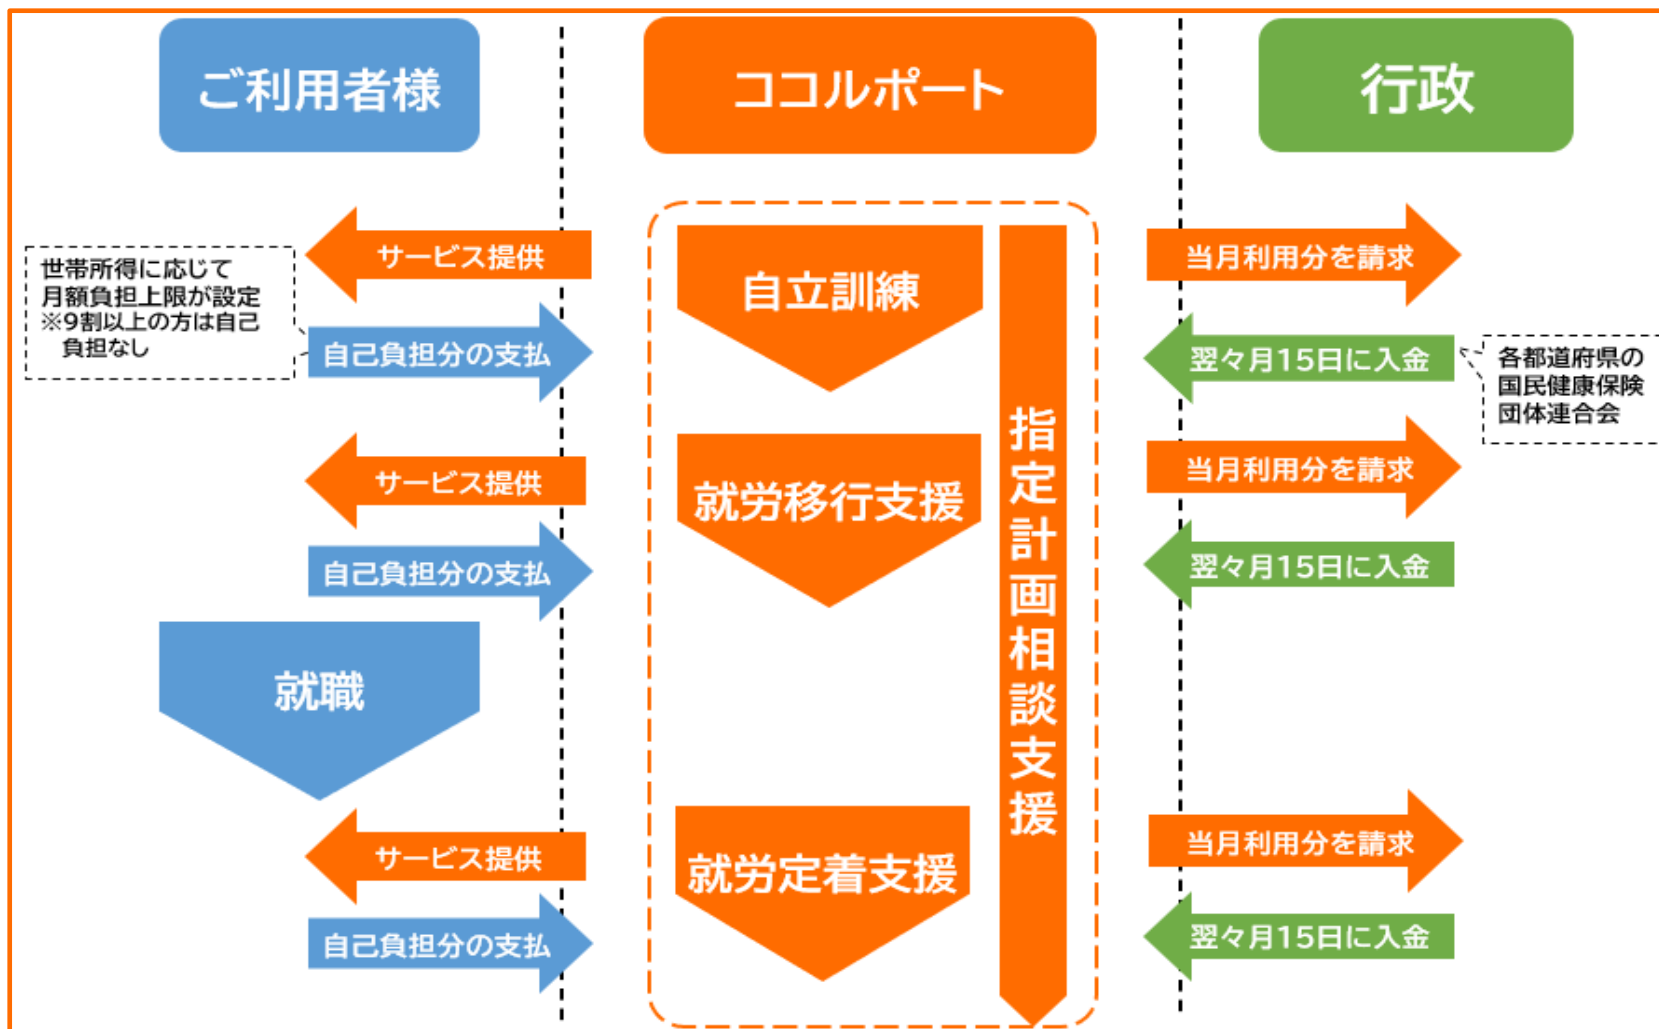 ご利用者様
ココルポート
行政
サービス提供
自立訓練
当月利用分を請求
世帯所得に応じて
月額負担上限が設定
※9割以上の方は自己
負担なし
自己負担分の支払
翌々月15日に入金
各都道府県の
国民健康保険
団体連合会
指定計画相談支援
サービス提供
就労移行支援
当月利用分を請求
自己負担分の支払
翌々月15日に入金
就職
サービス提供
就労定着支援
当月利用分を請求
自己負担分の支払
翌々月15日に入金